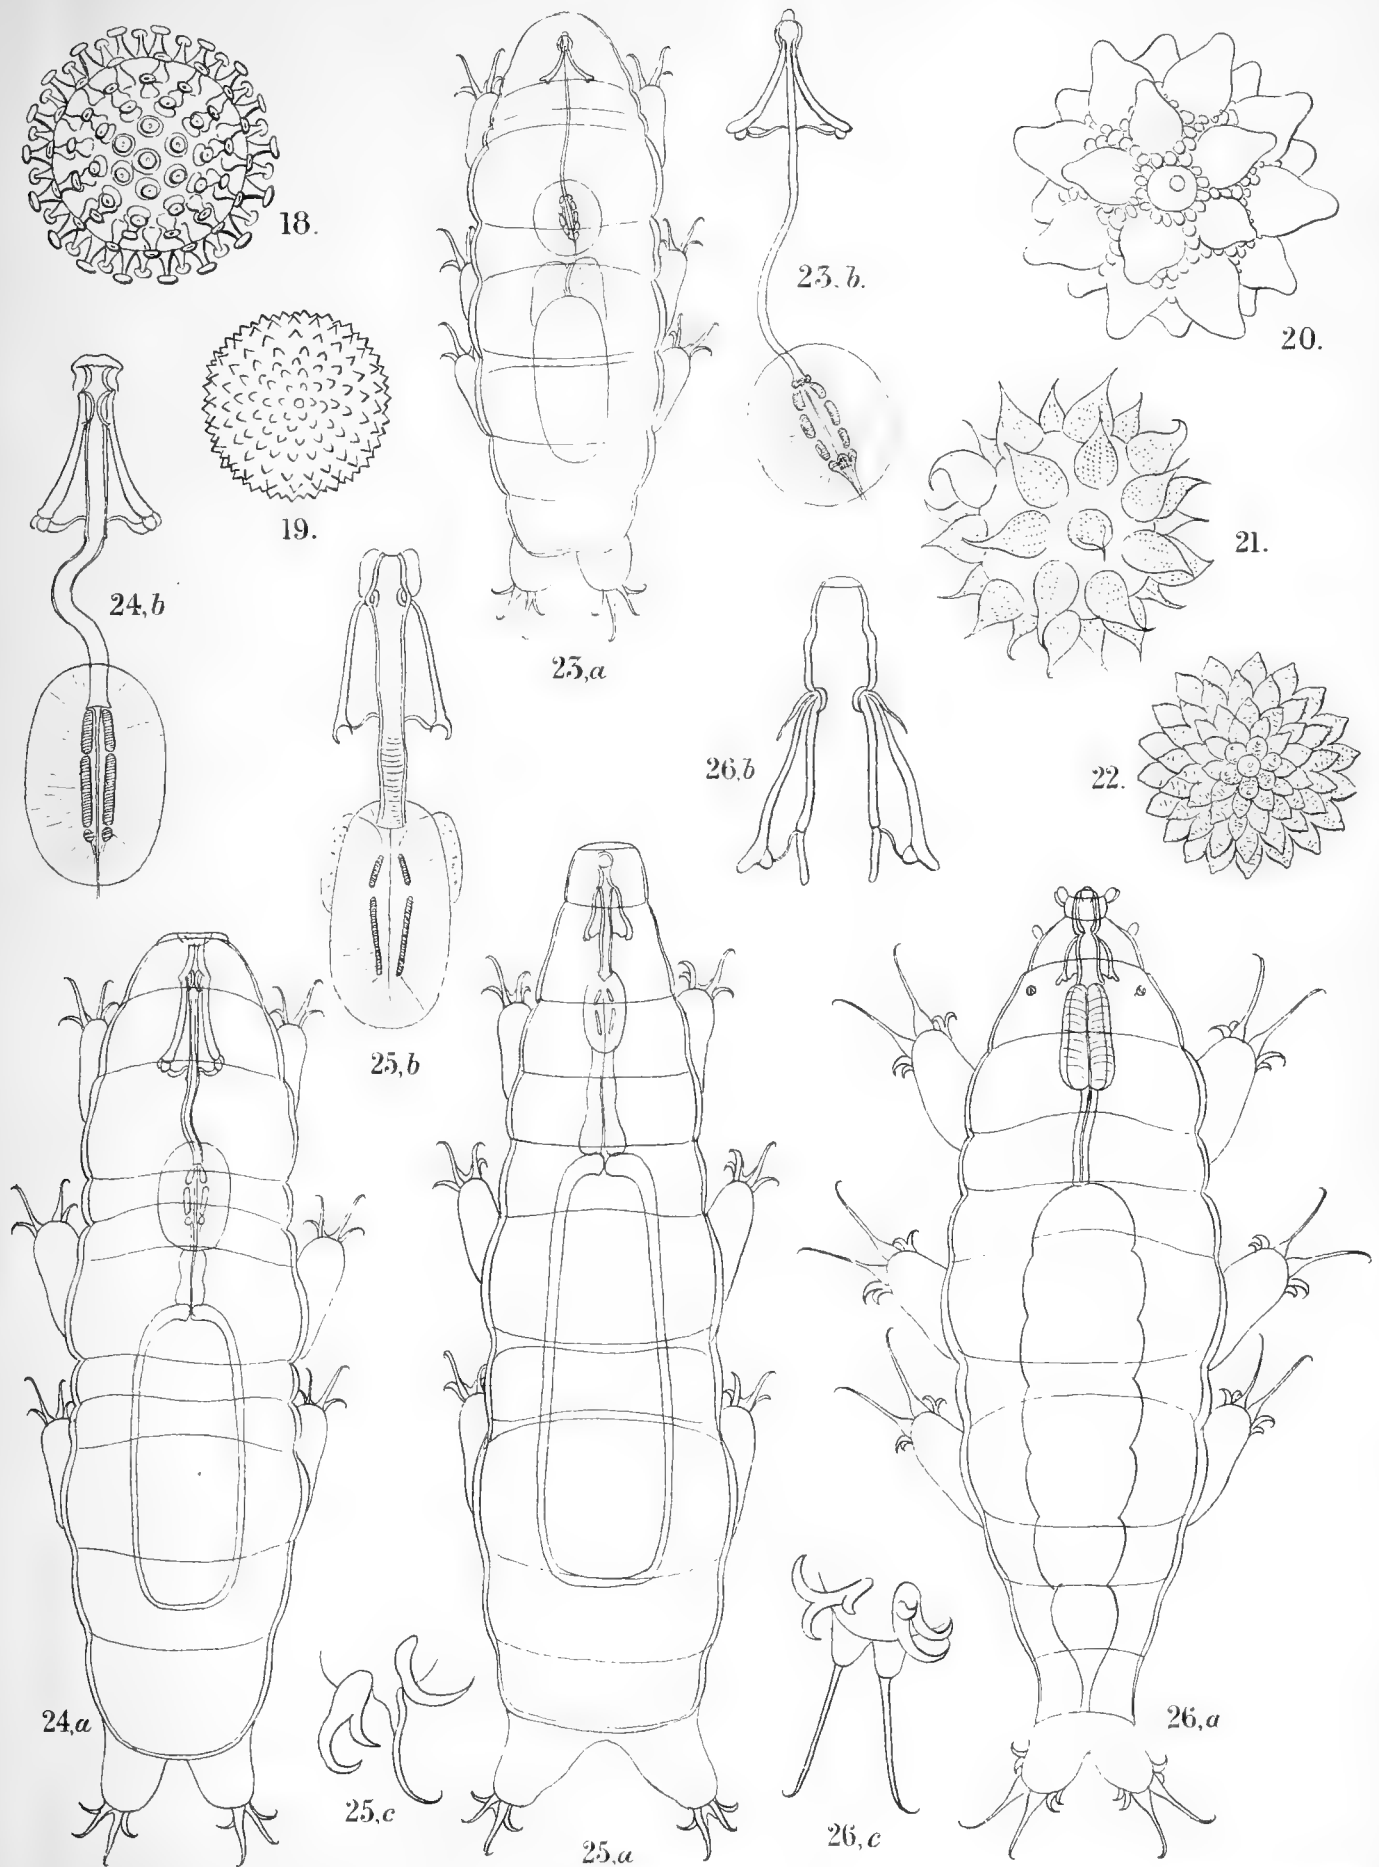 18.
23,b.
20.
19.
21.
24,b
23,a
26,b
22.
25,b
24,a
26,a
25,c
26,c
25,a